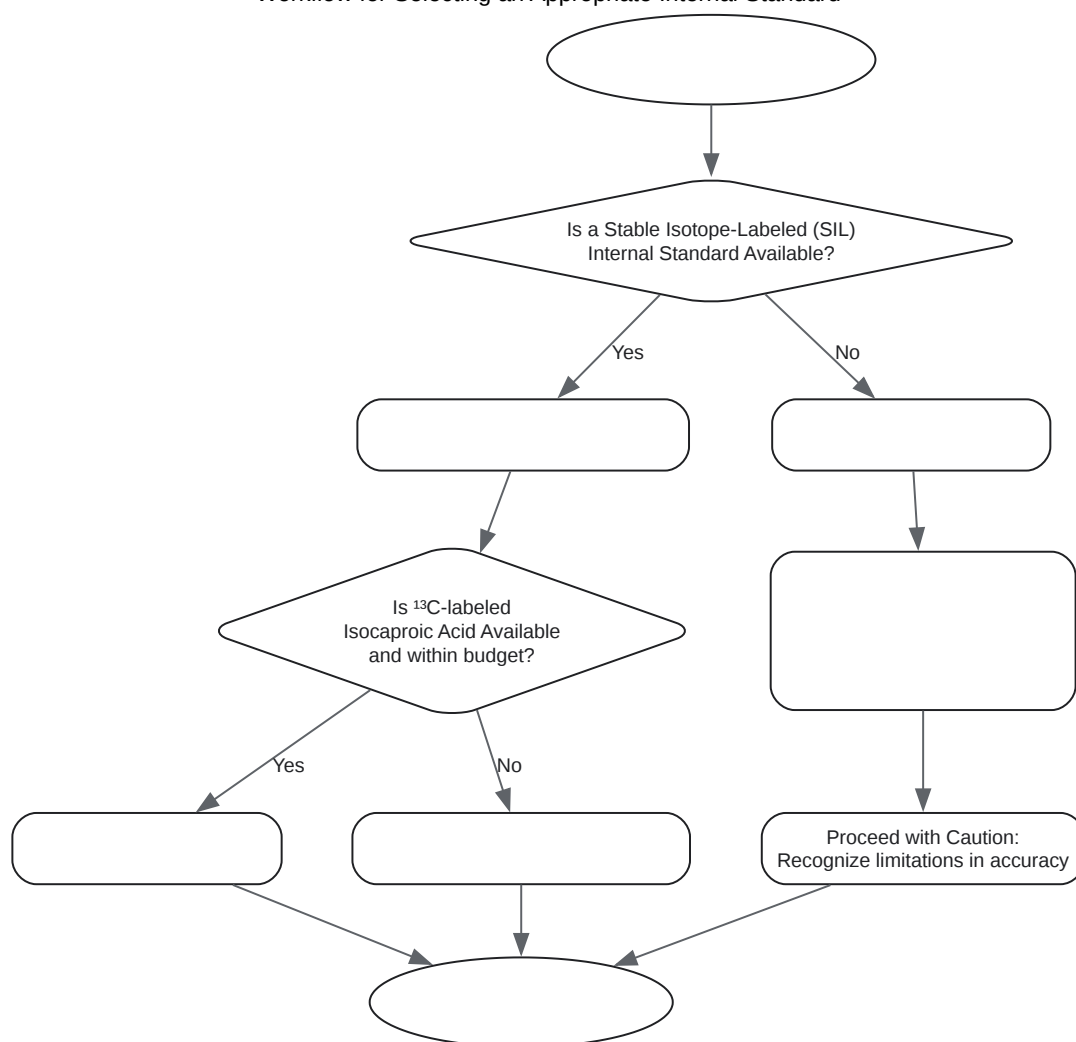 Workflow for Selecting an Appropriate Internal Standard
Is a Stable Isotope-Labeled (SIL)
Internal Standard Available?
Yes
No
Is ¹³C-labeled
Isocaproic Acid Available
and within budget?
Yes
No
Proceed with Caution:
Recognize limitations in accuracy